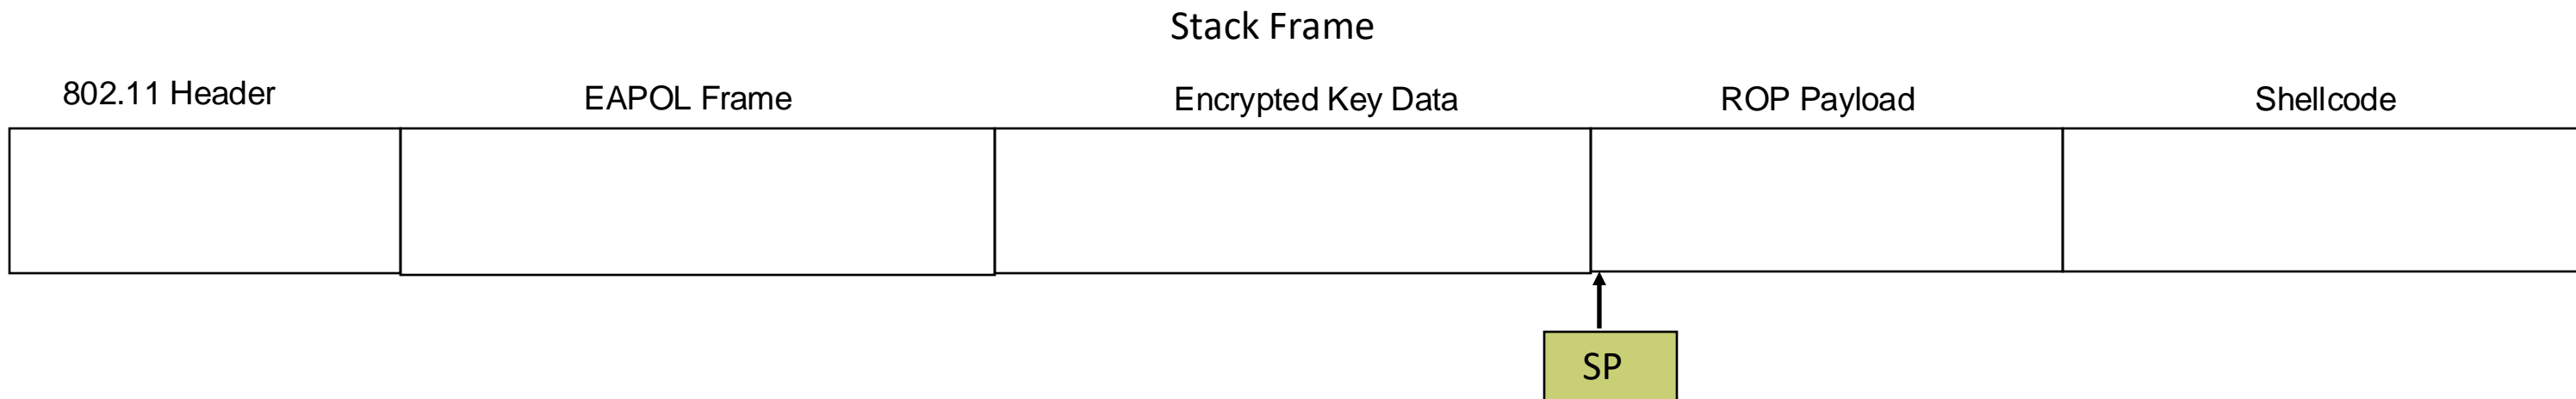 Stack Frame
802.11 Header
EAPOL Frame
Encrypted Key Data
ROP Payload
Shellcode
SP